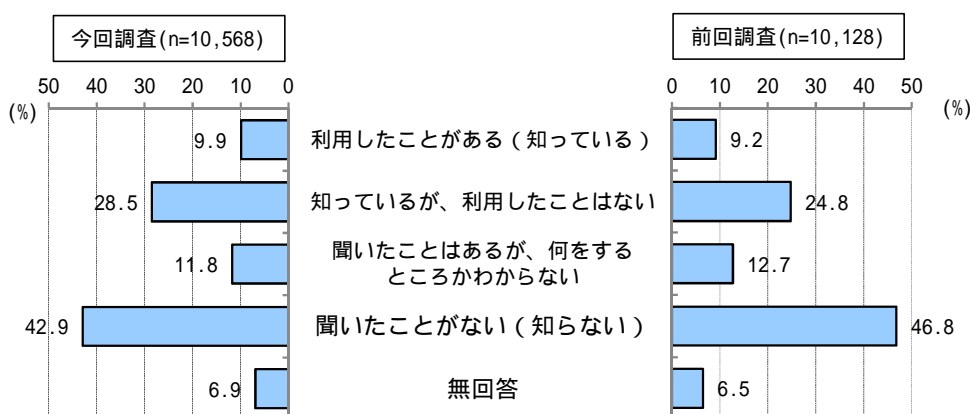 今回調査(n=10,568)
前回調査(n=10,128)
50 40 30 20 10 0
0 10 20 30 40 50
(%)
(%)
9.9 利用したことがある(知っている) 9.2
28.5 知っているが、利用したことはない 24.8
聞いたことはあるが、何をする
11.8 ところかわからない 12.7
42.9 聞いたことがない(知らない) 46.8
6.9 無回答 6.5